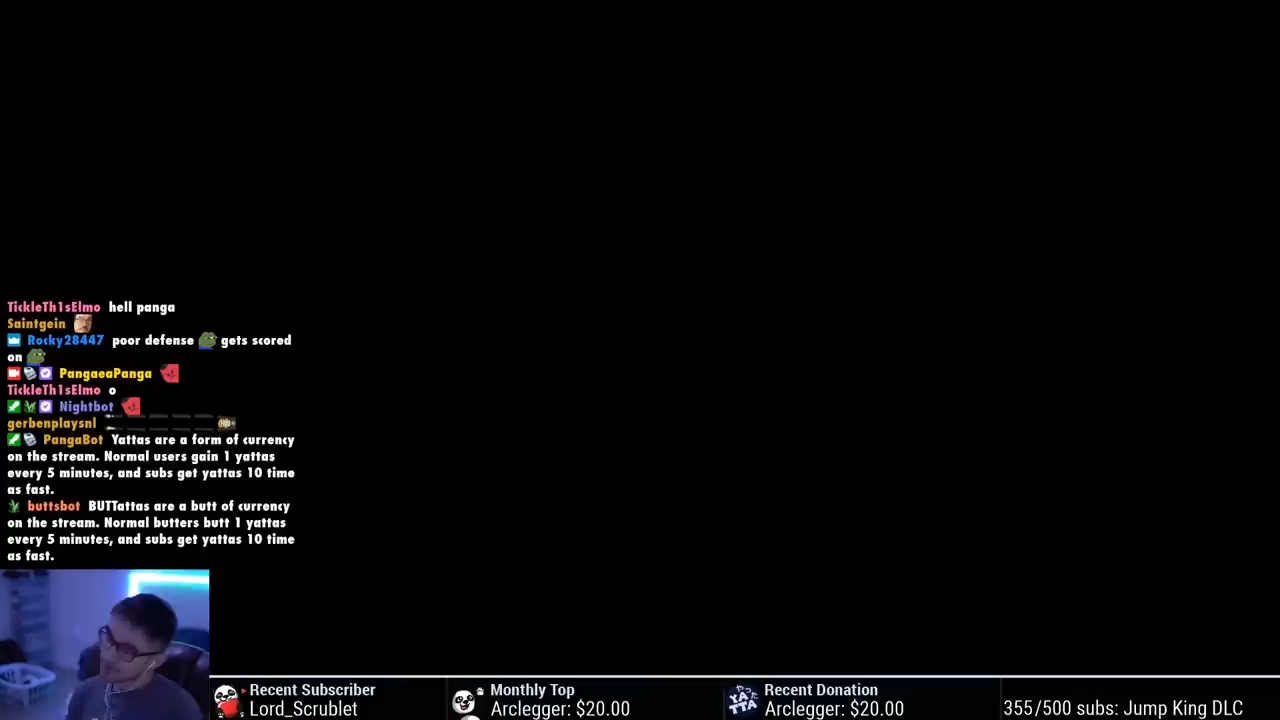 TickleTh1sElmo hell panga
Saintgein
Rocky28447 poor defense gets scored
on
PangaeaPanga
TickleTh1sElmo o
Nightbot
gerbenplaysnl
PangaBot Yattas are a form of currency
on the stream. Normal users gain 1 yattas
every 5 minutes, and subs get yattas 10 time
as fast.
buttsbot BUTTattas are a butt of currency
on the stream. Normal butters butt 1 yattas
every 5 minutes, and subs get yattas 10 time
as fast.
Recent Subscriber
Lord_Scrublet
Monthly Top
Arclegger: $20.00
YA
TTA
Recent Donation
Arclegger: $20.00
355/500 subs: Jump King DLC